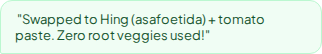 "Swapped to Hing (asafoetida) + tomato
paste. Zero root veggies used!"